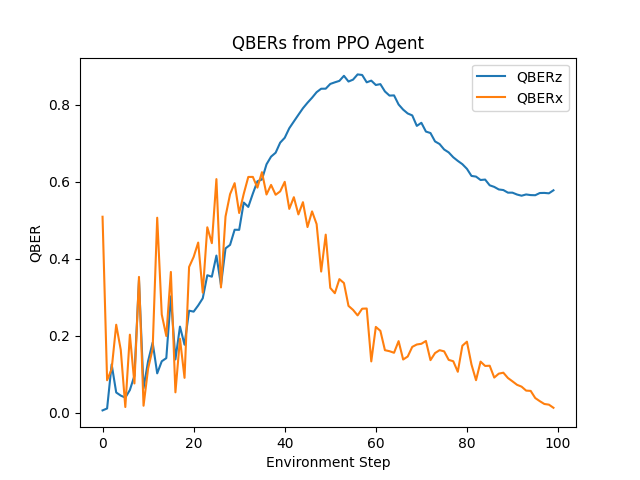 QBERs from PPO Agent
QBERz
QBERx
QBER
0.8
0.6
0.4
0.2
0.0
0 20 40 60 80 100
Environment Step